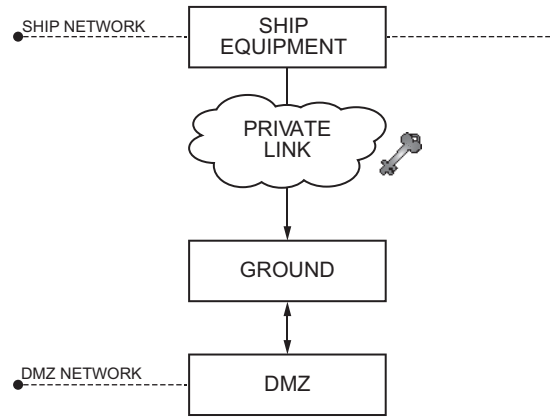 SHIP NETWORK
SHIP
EQUIPMENT
PRIVATE
LINK
GROUND
DMZ NETWORK
DMZ